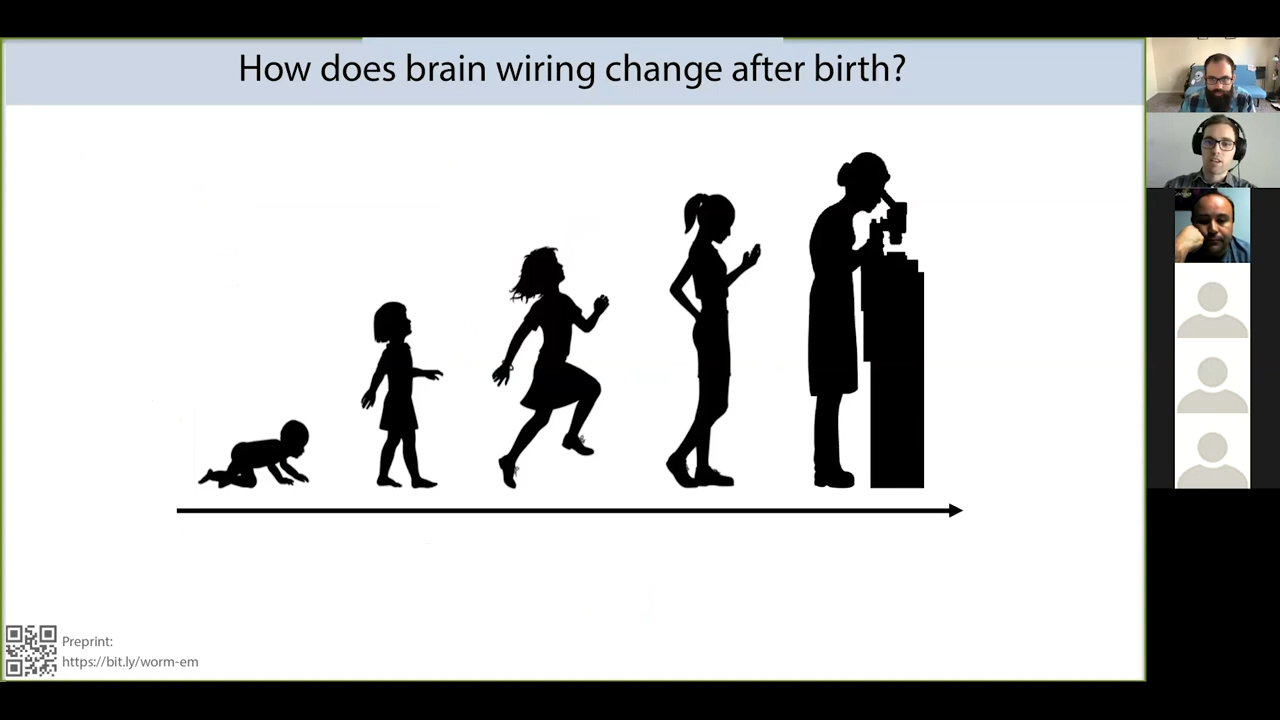 How does brain wiring change after birth?
Preprint:
https://bit.ly/worm-em